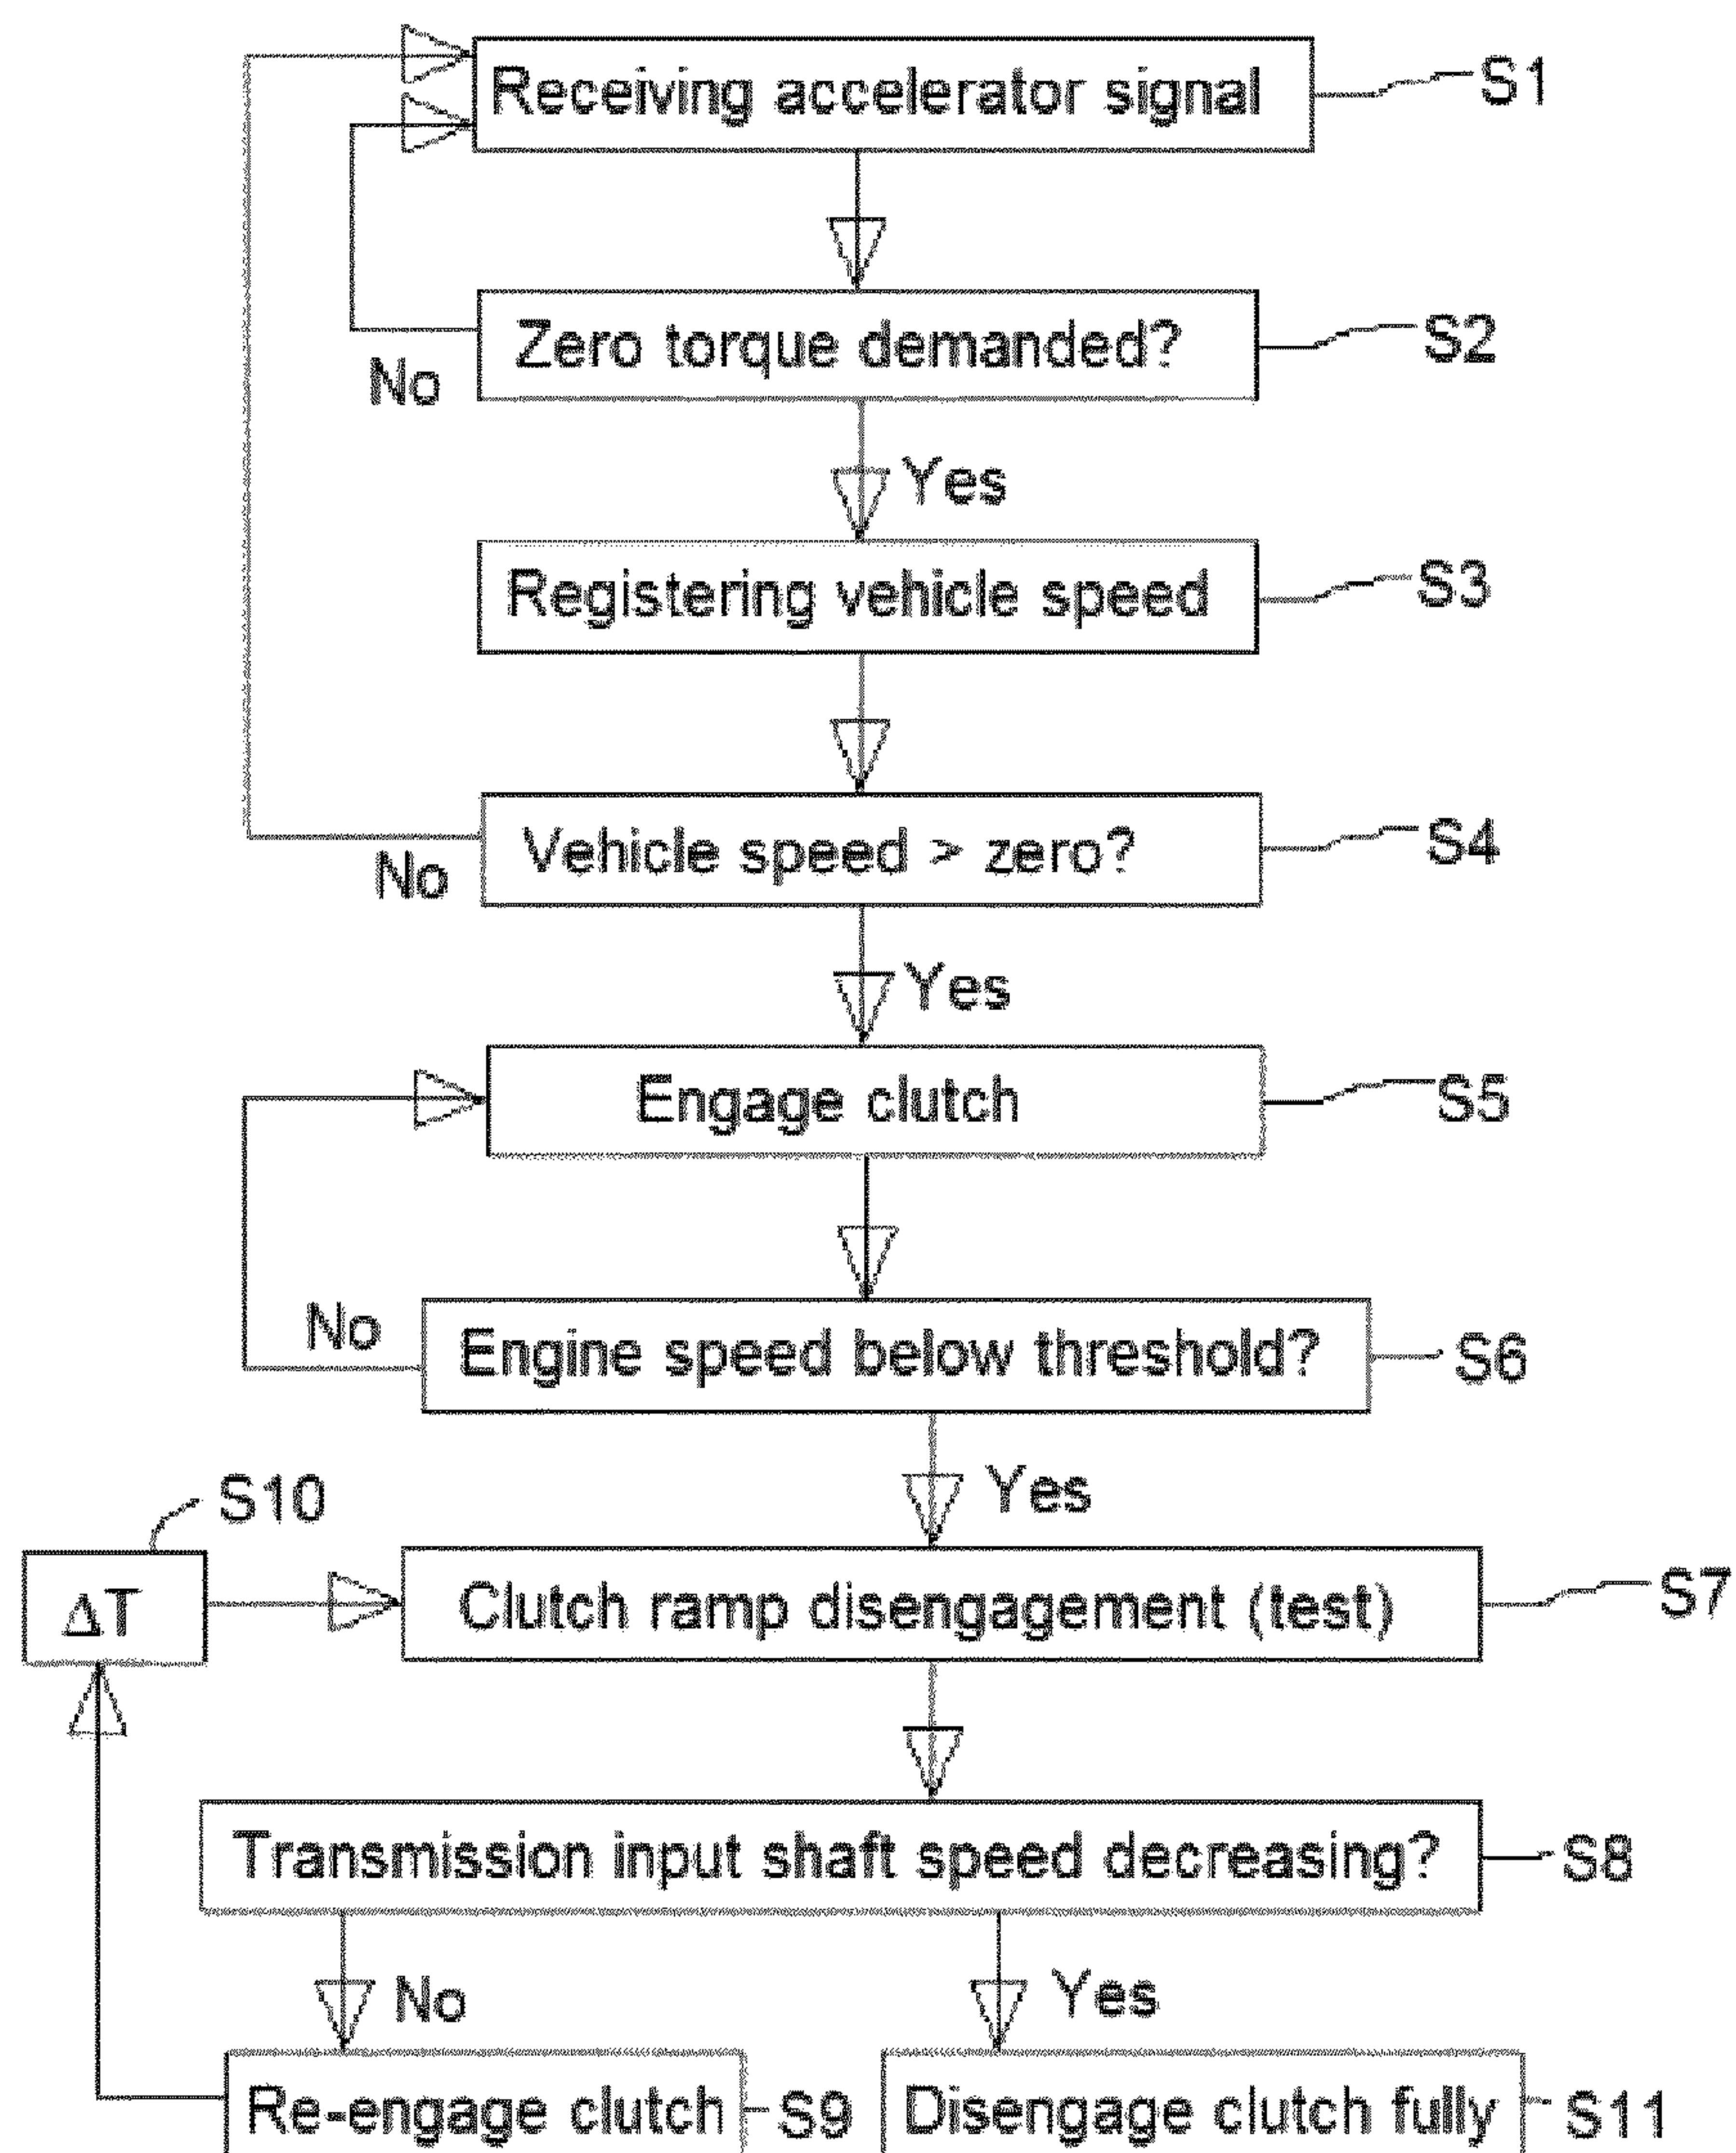 Receiving accelerator signal
S1
Zero torque demanded?
S2
No
Yes
Registering vehicle speed
S3
Vehicle speed > zero?
S4
No
Yes
Engage clutch
S5
No
Engine speed below threshold?
S6
Yes
S10
ΔT
Clutch ramp disengagement (test)
S7
Transmission input shaft speed decreasing?
S8
No
Yes
Re-engage clutch
S9
Disengage clutch fully
S11